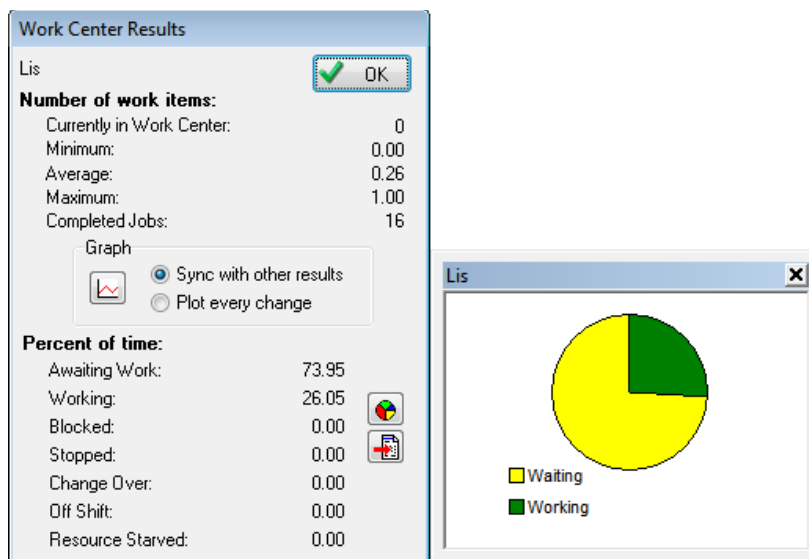 Work Center Results
Lis
OK
Number of work items:
Currently in Work Center: 0
Minimum: 0.00
Average: 0.26
Maximum: 1.00
Completed Jobs: 16
Graph
Sync with other results
Plot every change
Percent of time:
Awaiting Work: 73.95
Working: 26.05
Blocked: 0.00
Stopped: 0.00
Change Over: 0.00
Off Shift: 0.00
Resource Starved: 0.00
Lis
Waiting
Working